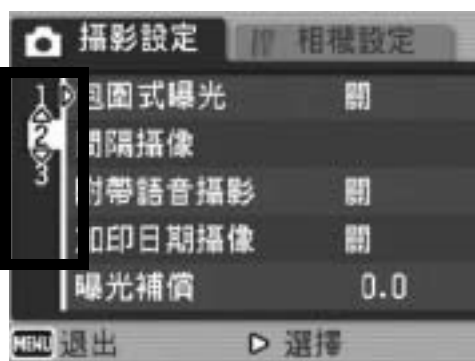 攝影設定 相機設定
1 包圍式曝光 關
2 間隔攝像
3 附帶語音攝影 關
加印日期攝像 關
曝光補償 0.0
MENU 退出 選擇